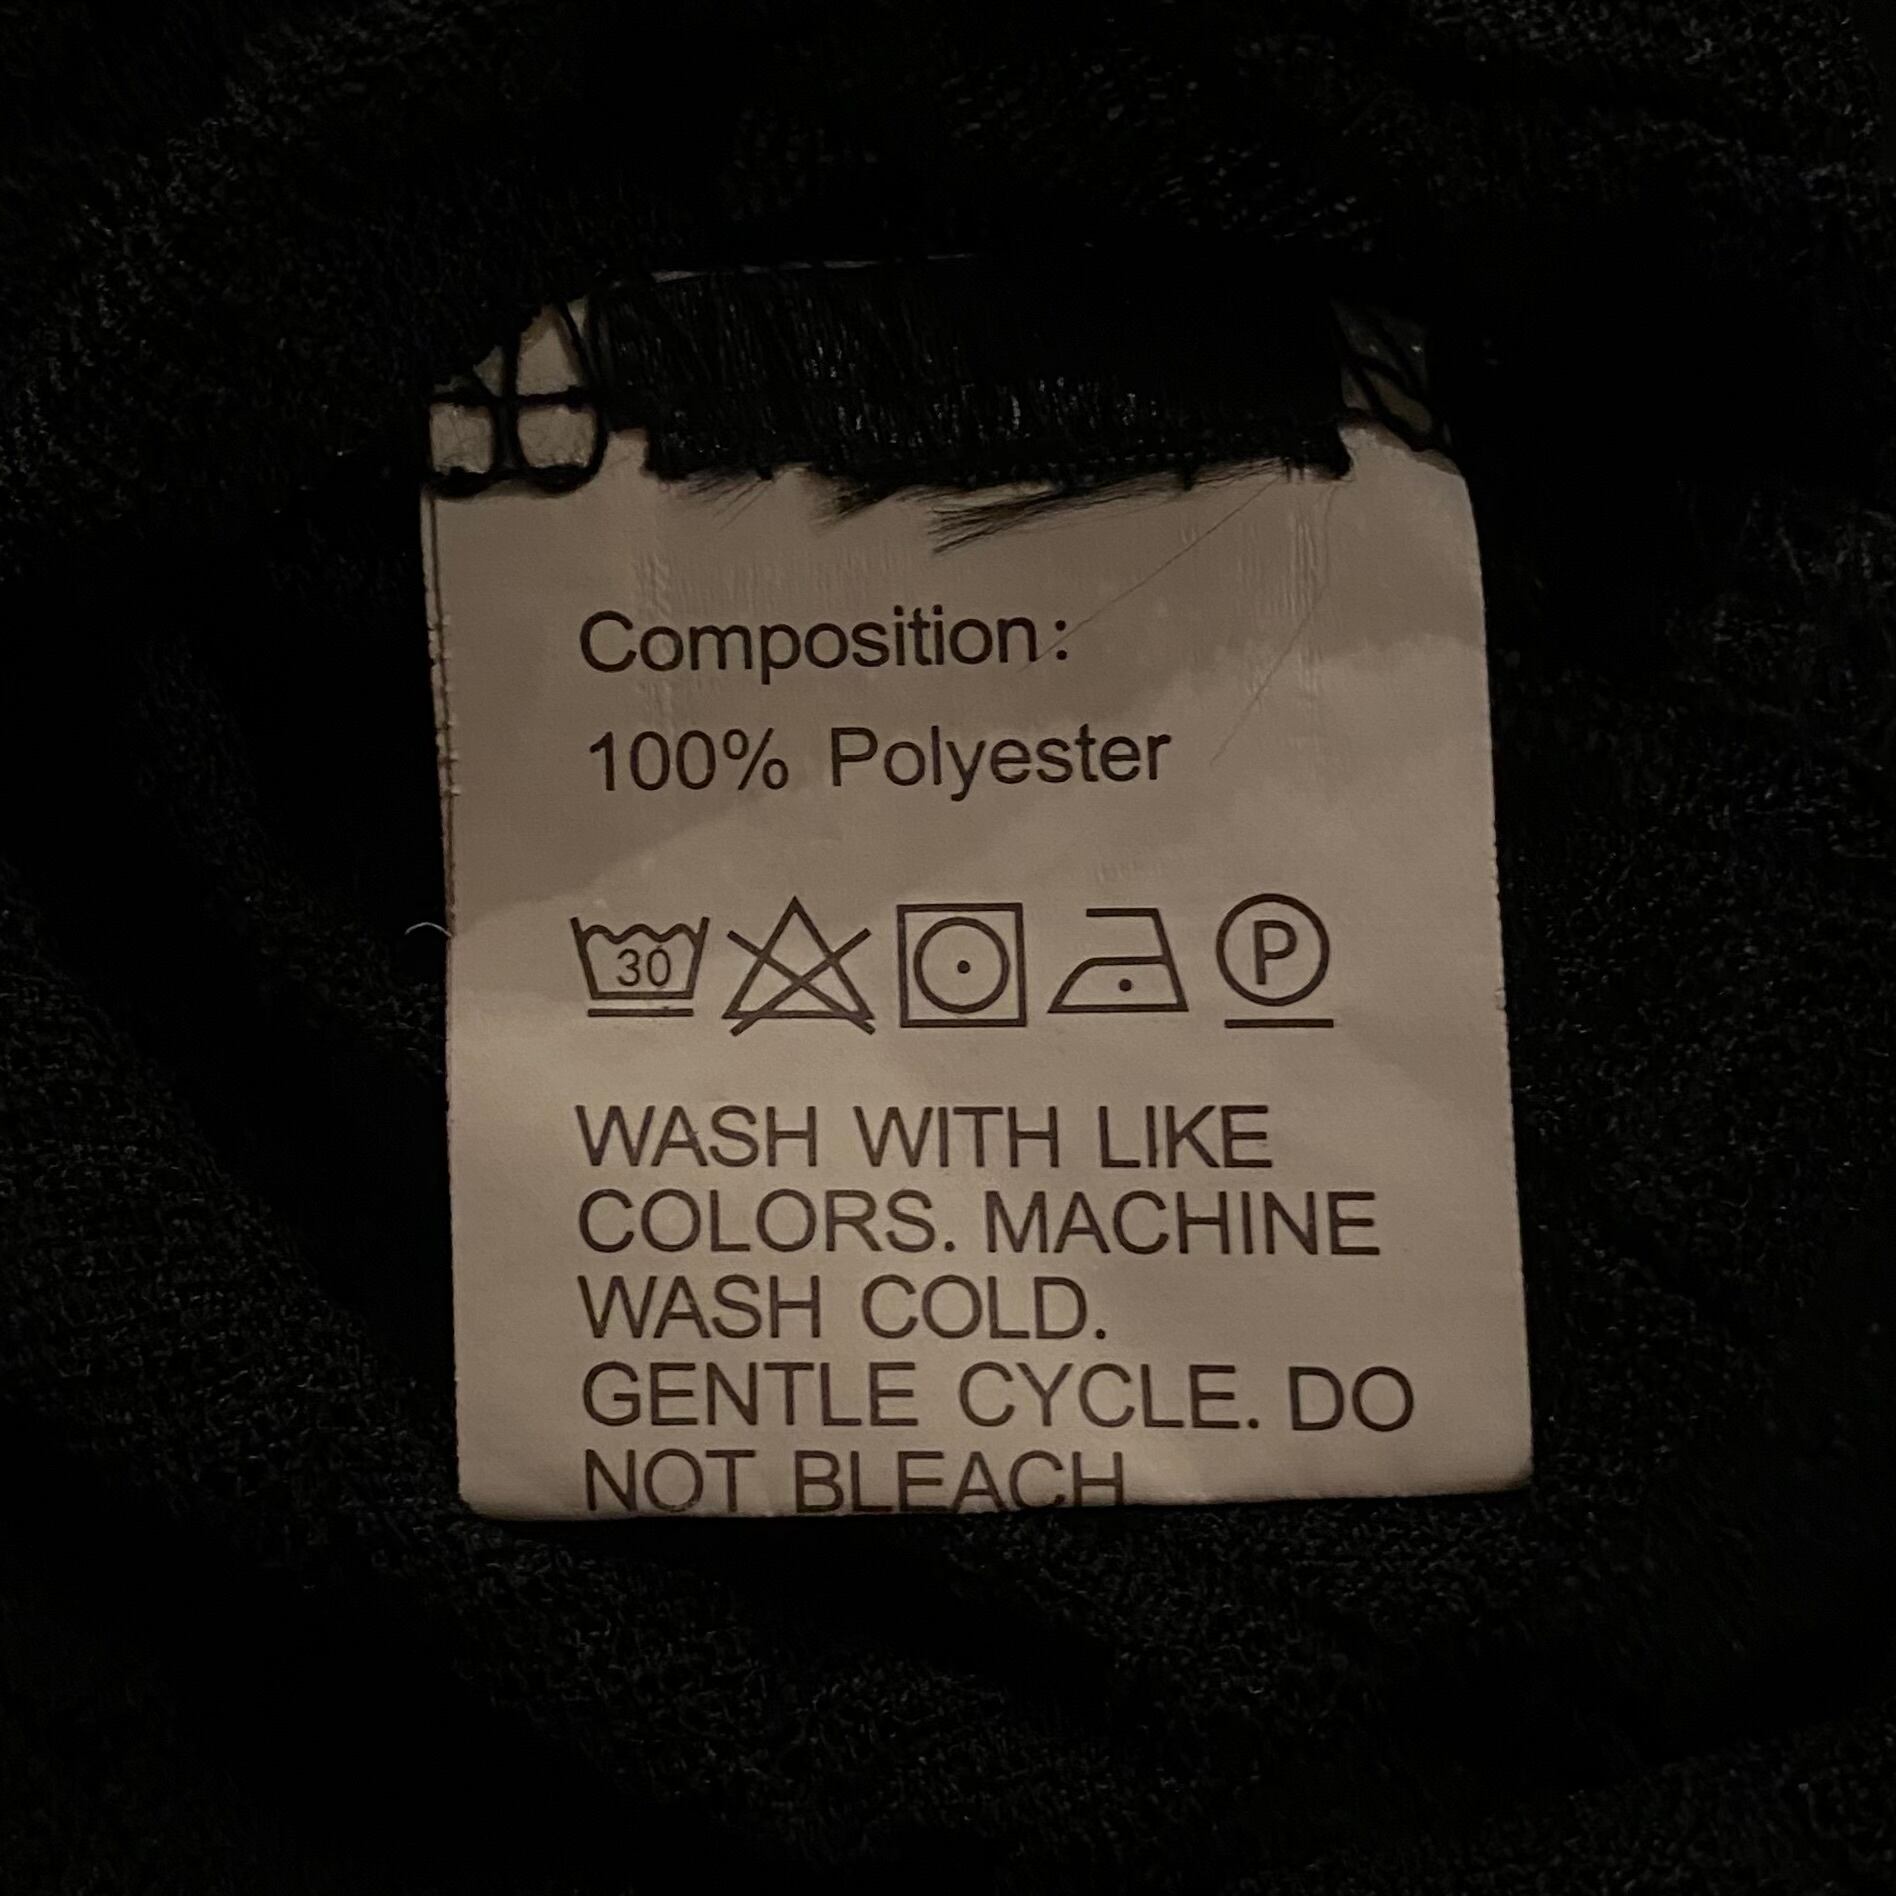 Composition:
100% Polyester
30 P
WASH WITH LIKE
COLORS. MACHINE
WASH COLD.
GENTLE CYCLE. DO
NOT BLEACH